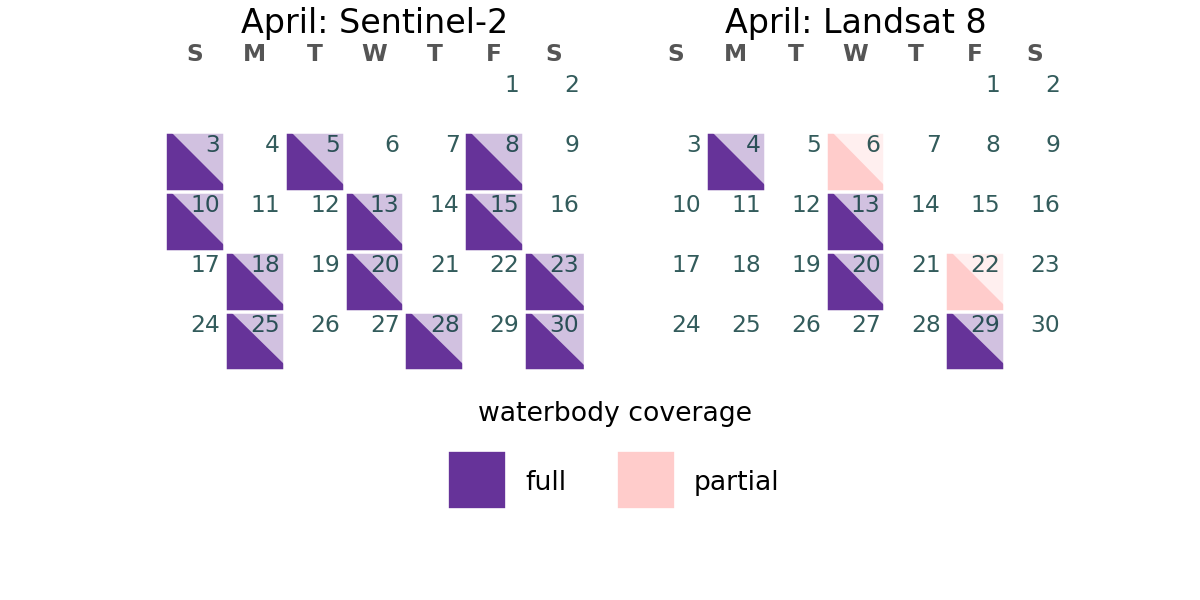 April: Sentinel-2
S M T W T F S
1 2
3 4 5 6 7 8 9
10 11 12 13 14 15 16
17 18 19 20 21 22 23
24 25 26 27 28 29 30
April: Landsat 8
S M T W T F S
1 2
3 4 5 6 7 8 9
10 11 12 13 14 15 16
17 18 19 20 21 22 23
24 25 26 27 28 29 30
waterbody coverage
full
partial